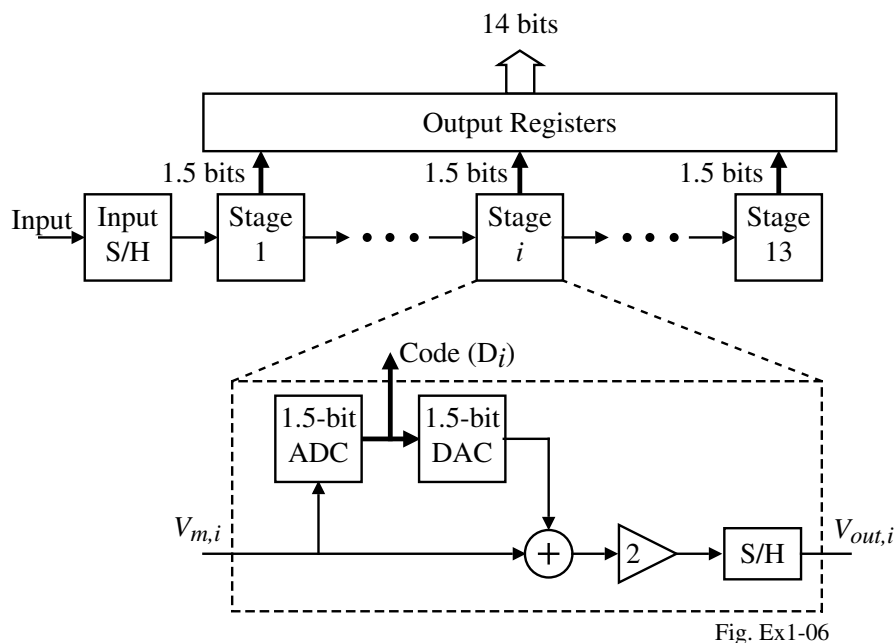 14 bits
Output Registers
1.5 bits
1.5 bits
1.5 bits
Input
Input
S/H
Stage
1
Stage
i
Stage
13
Code (Di)
1.5-bit
ADC
1.5-bit
DAC
Vm,i
+
2
S/H
Vout,i
Fig. Ex1-06